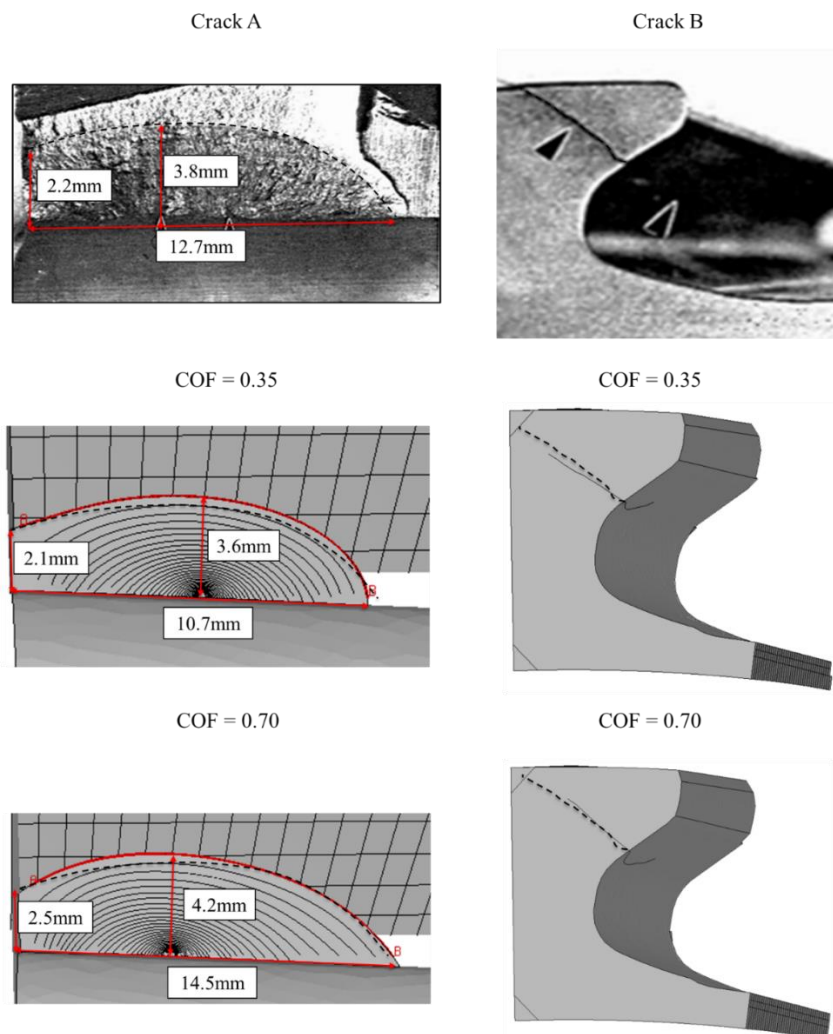 Crack A
Crack B
2.2mm
3.8mm
12.7mm
COF = 0.35
COF = 0.35
B
2.1mm
3.6mm
B
10.7mm
COF = 0.70
COF = 0.70
B
2.5mm
4.2mm
B
14.5mm